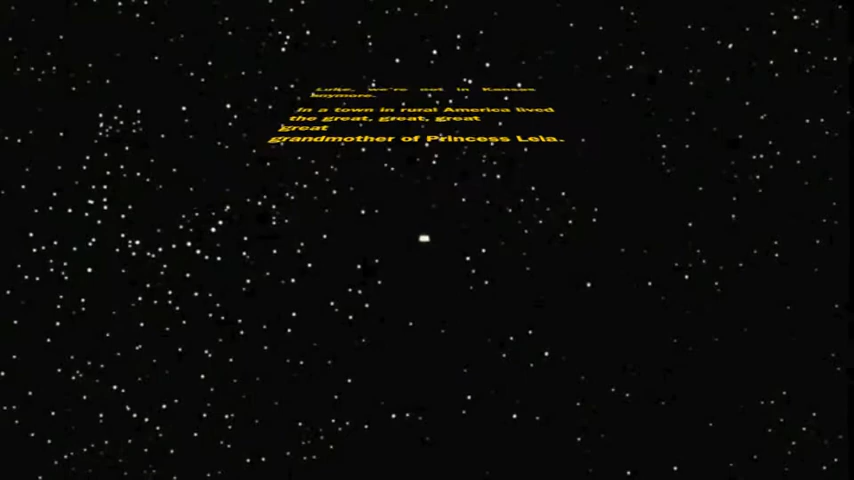 Luke, we're not in Kansas
anymore.
In a town in rural America lived
the great, great, great
great
grandmother of Princess Leia.